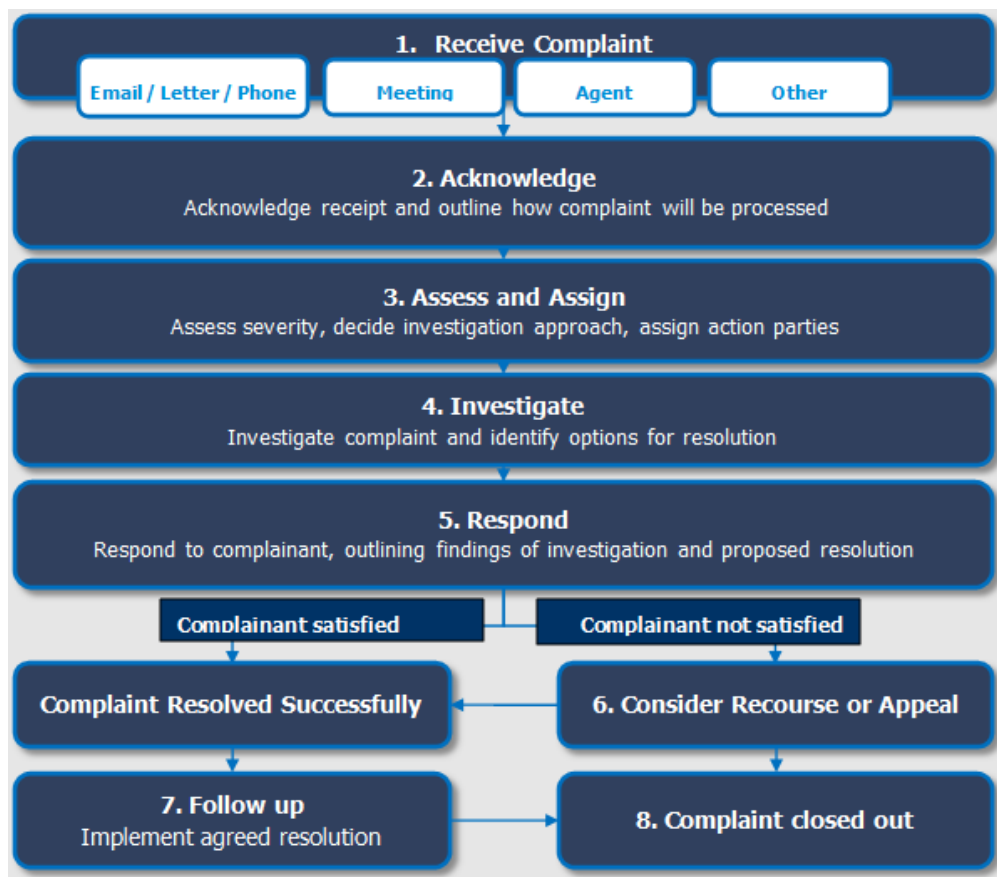 1. Receive Complaint
Email / Letter / Phone
Meeting
Agent
Other
2. Acknowledge
Acknowledge receipt and outline how complaint will be processed
3. Assess and Assign
Assess severity, decide investigation approach, assign action parties
4. Investigate
Investigate complaint and identify options for resolution
5. Respond
Respond to complainant, outlining findings of investigation and proposed resolution
Complainant satisfied
Complainant not satisfied
Complaint Resolved Successfully
6. Consider Recourse or Appeal
7. Follow up
Implement agreed resolution
8. Complaint closed out